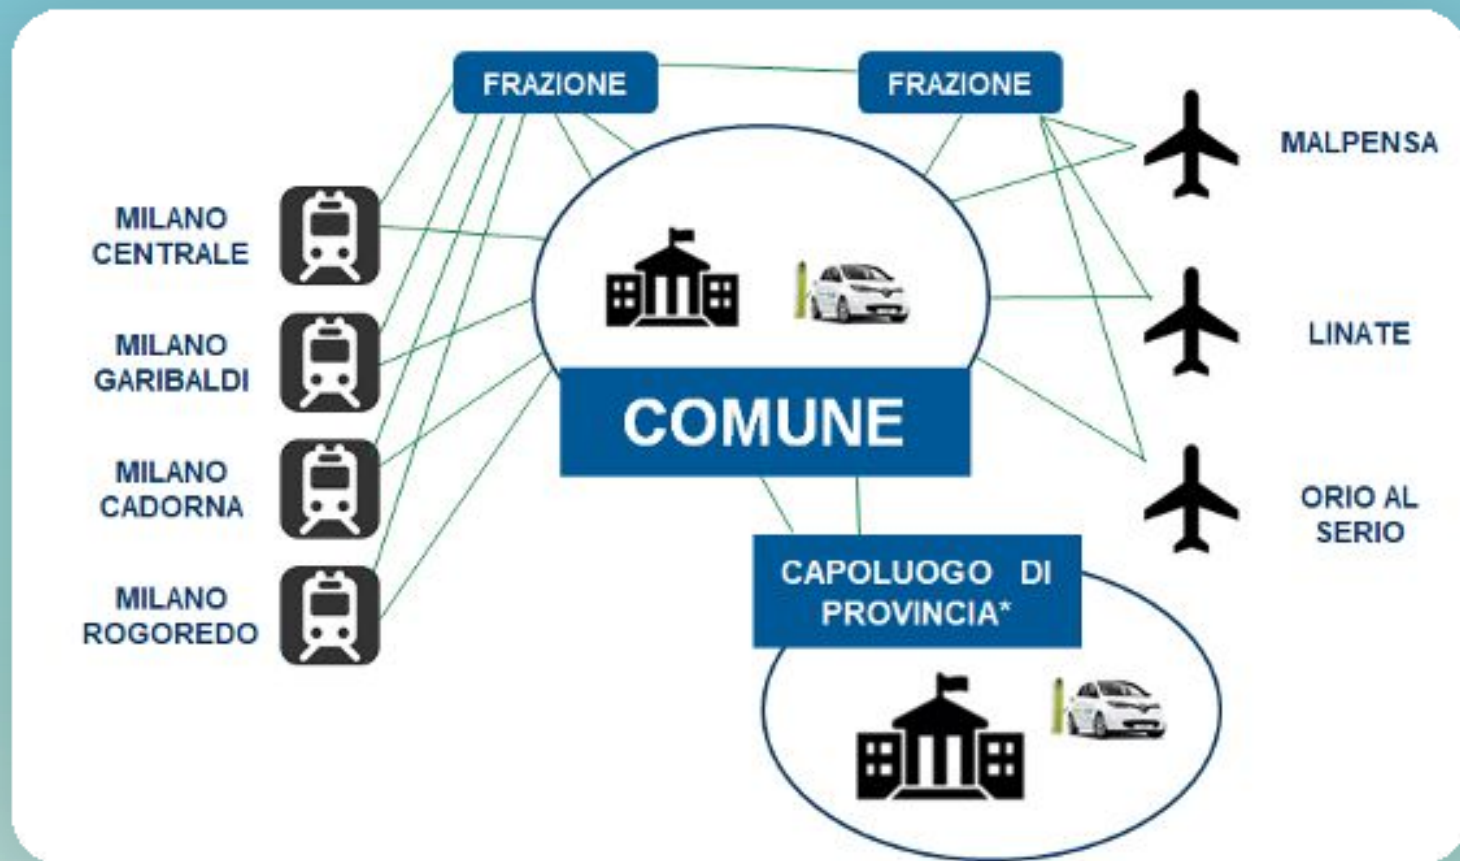 FRAZIONE
FRAZIONE
MALPENSA
MILANO
CENTRALE
MILANO
GARIBALDI
LINATE
COMUNE
MILANO
CADORNA
ORIO AL
SERIO
CAPOLUOGO DI
PROVINCIA*
MILANO
ROGOREDO